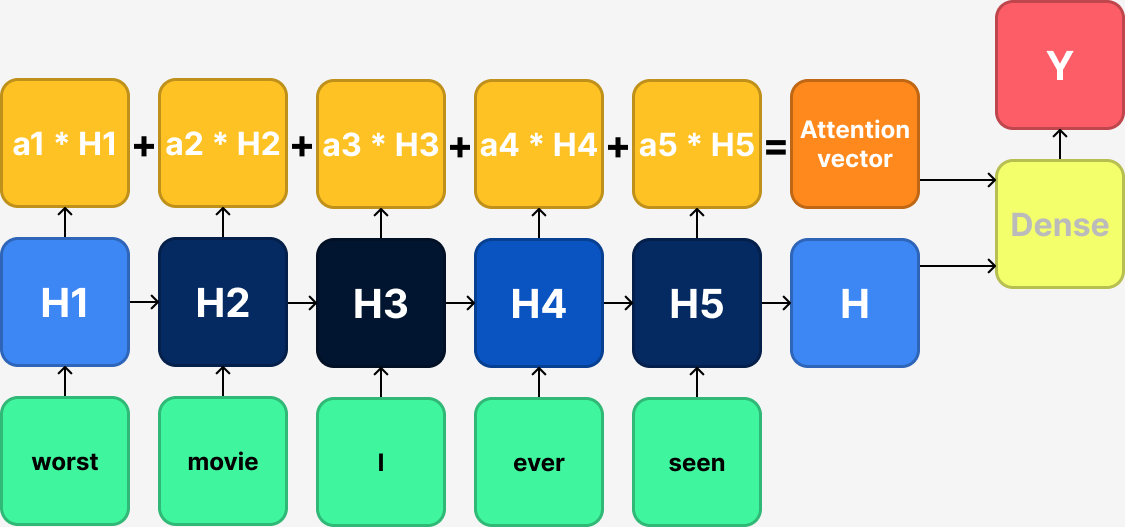 Y
a1 * H1 + a2 * H2 + a3 * H3 + a4 * H4 + a5 * H5 = Attention vector
Dense
H1 H2 H3 H4 H5 H
worst movie I ever seen